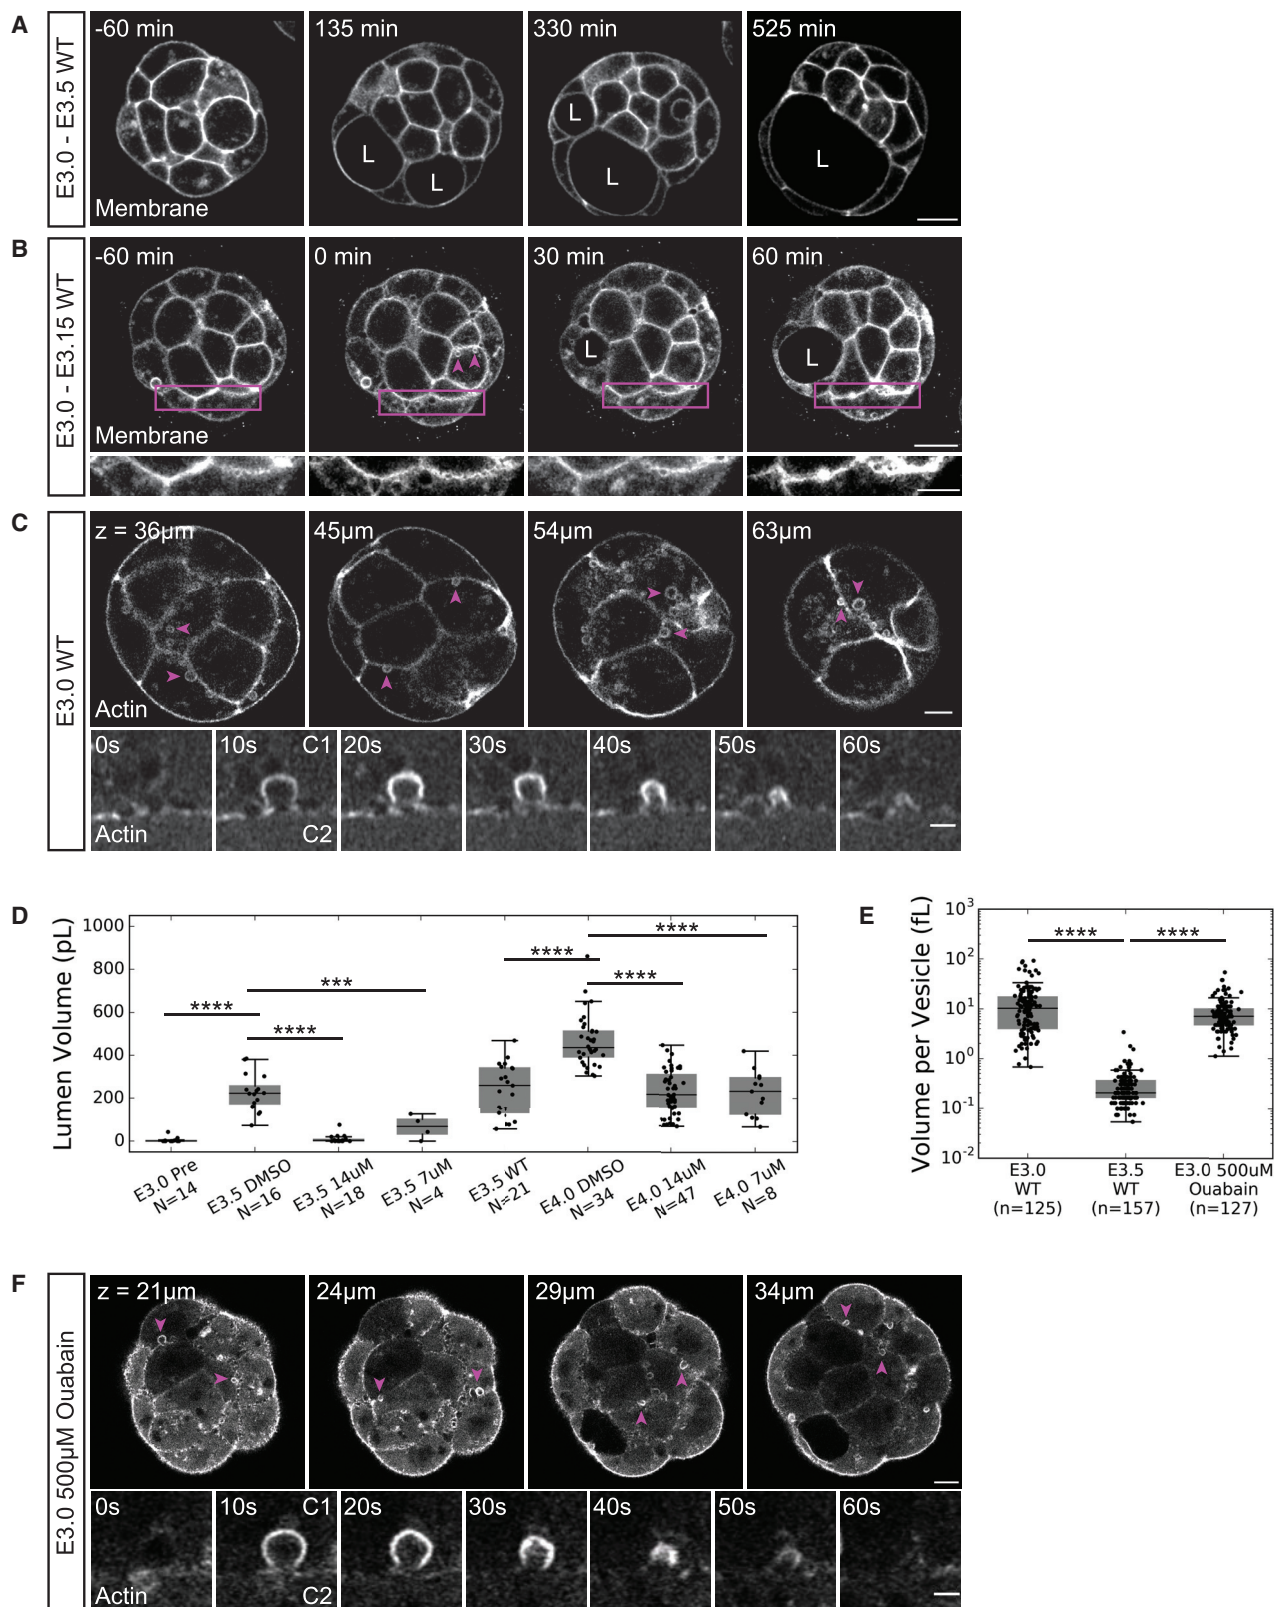 A
E3.0 - E3.5 WT
-60 min
135 min
330 min
525 min
L
L
L
L
L
Membrane
B
E3.0 - E3.15 WT
-60 min
0 min
30 min
60 min
L
L
Membrane
C
E3.0 WT
z = 36µm
45µm
54µm
63µm
Actin
0s
10s
C1
20s
30s
40s
50s
60s
Actin
C2
D
Lumen Volume (pL)
1000
800
600
400
200
0
****
****
***
****
****
****
E3.0 Pre
N=14
E3.5 DMSO
N=16
E3.5 14uM
N=18
E3.5 7uM
N=4
E3.5 WT
N=21
E4.0 DMSO
N=34
E4.0 14uM
N=47
E4.0 7uM
N=8
E
Volume per Vesicle (fL)
10³
10²
10¹
10⁰
10⁻¹
10⁻²
****
****
E3.0
WT
(n=125)
E3.5
WT
(n=157)
E3.0 500uM
Ouabain
(n=127)
F
E3.0 500µM Ouabain
z = 21µm
24µm
29µm
34µm
0s
10s
C1
20s
30s
40s
50s
60s
Actin
C2